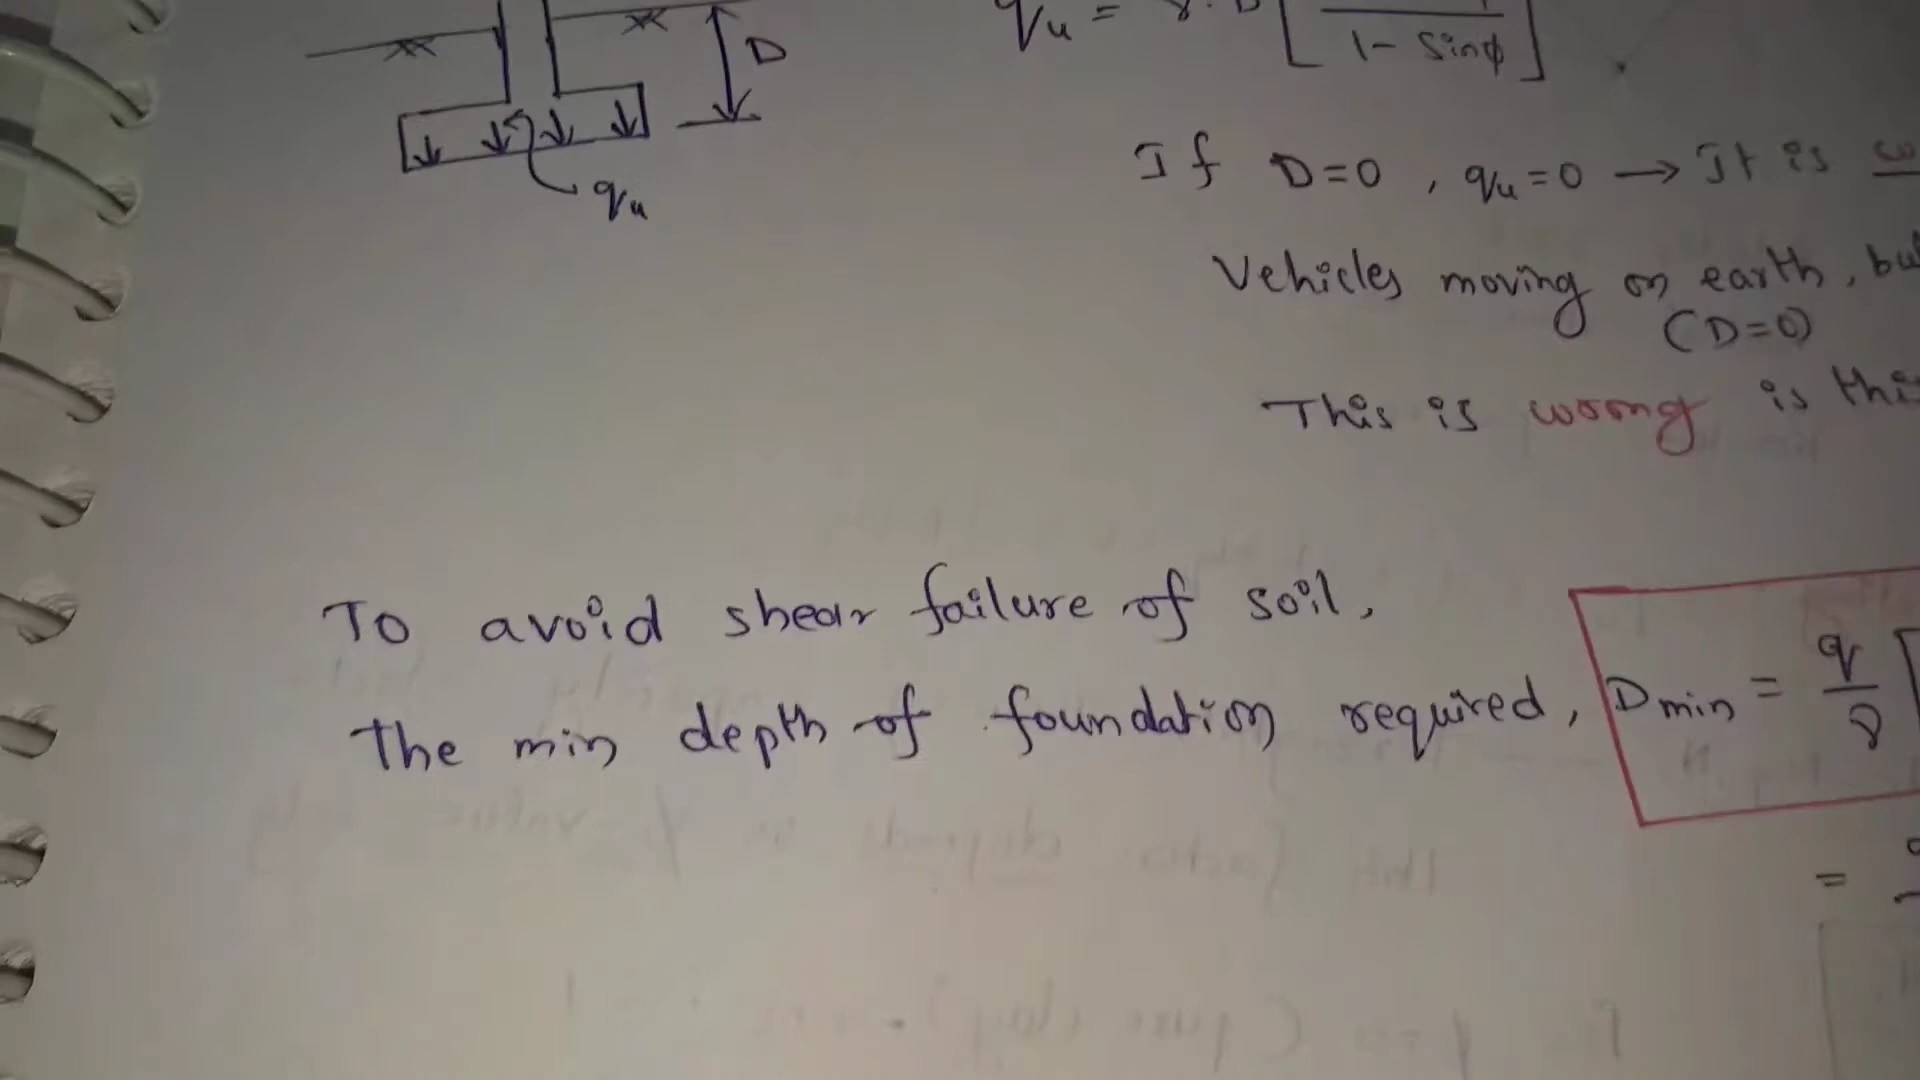 D
qu
qu = γ.D [ / 1- sinφ ]
If D=0 , qu=0 → It is
Vehicles moving on earth,
(D=0)
This is wrong is
To avoid shear failure of soil,
The min depth of foundation required, Dmin = q/γ [
=